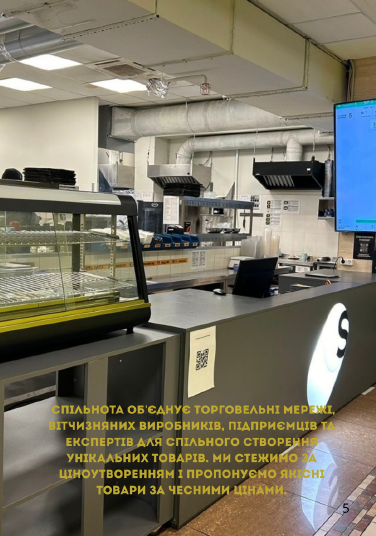 S
СПІЛЬНОТА ОБ'ЄДНУЄ ТОРГОВЕЛЬНІ МЕРЕЖІ,
ВІТЧИЗНЯНИХ ВИРОБНИКІВ, ПІДПРИЄМЦІВ ТА
ЕКСПЕРТІВ ДЛЯ СПІЛЬНОГО СТВОРЕННЯ
УНІКАЛЬНИХ ТОВАРІВ. МИ СТЕЖИМО ЗА
ЦІНОУТВОРЕННЯМ І ПРОПОНУЄМО ЯКІСНІ
ТОВАРИ ЗА ЧЕСНИМИ ЦІНАМИ.
5